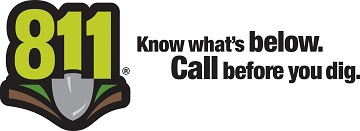 811®
Know what's below.
Call before you dig.